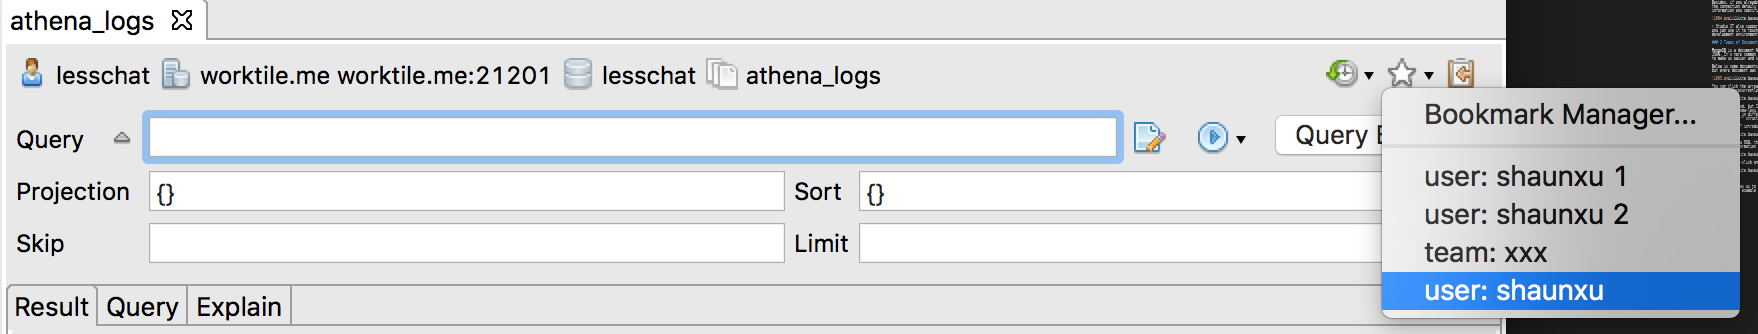 athena_logs
lesschat worktile.me worktile.me:21201 lesschat athena_logs
Bookmark Manager...
Query
Query
user: shaunxu 1
Projection {} Sort {}
user: shaunxu 2
Skip Limit
team: xxx
user: shaunxu
Result Query Explain